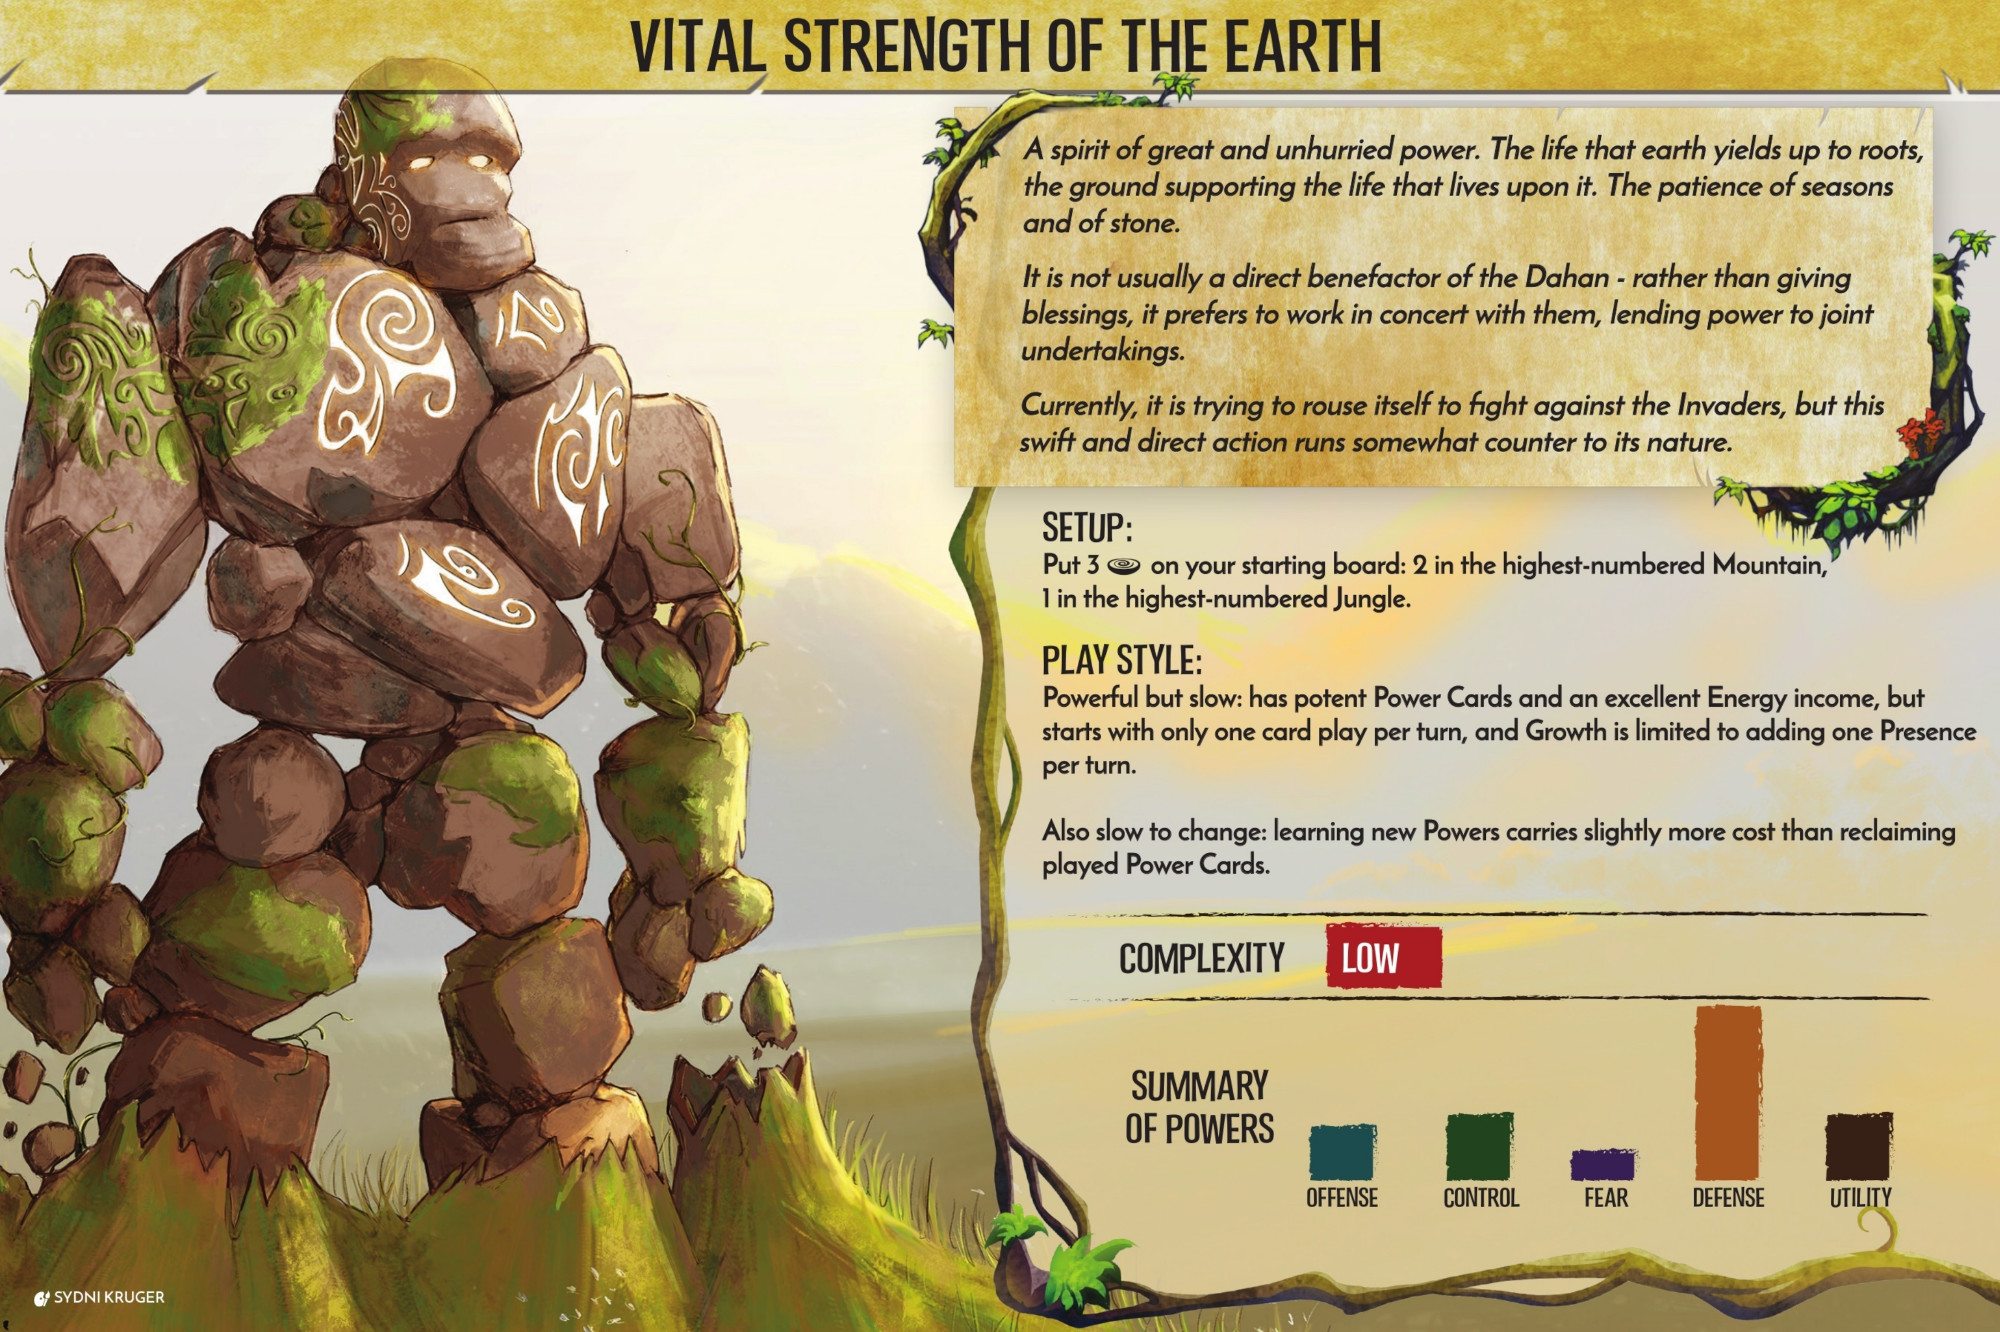 VITAL STRENGTH OF THE EARTH
A spirit of great and unhurried power. The life that earth yields up to roots,
the ground supporting the life that lives upon it. The patience of seasons
and of stone.
It is not usually a direct benefactor of the Dahan - rather than giving
blessings, it prefers to work in concert with them, lending power to joint
undertakings.
Currently, it is trying to rouse itself to fight against the Invaders, but this
swift and direct action runs somewhat counter to its nature.
SETUP:
Put 3 on your starting board: 2 in the highest-numbered Mountain,
1 in the highest-numbered Jungle.
PLAY STYLE:
Powerful but slow: has potent Power Cards and an excellent Energy income, but
starts with only one card play per turn, and Growth is limited to adding one Presence
per turn.
Also slow to change: learning new Powers carries slightly more cost than reclaiming
played Power Cards.
COMPLEXITY LOW
SUMMARY
OF POWERS
OFFENSE CONTROL FEAR DEFENSE UTILITY
SYDNI KRUGER